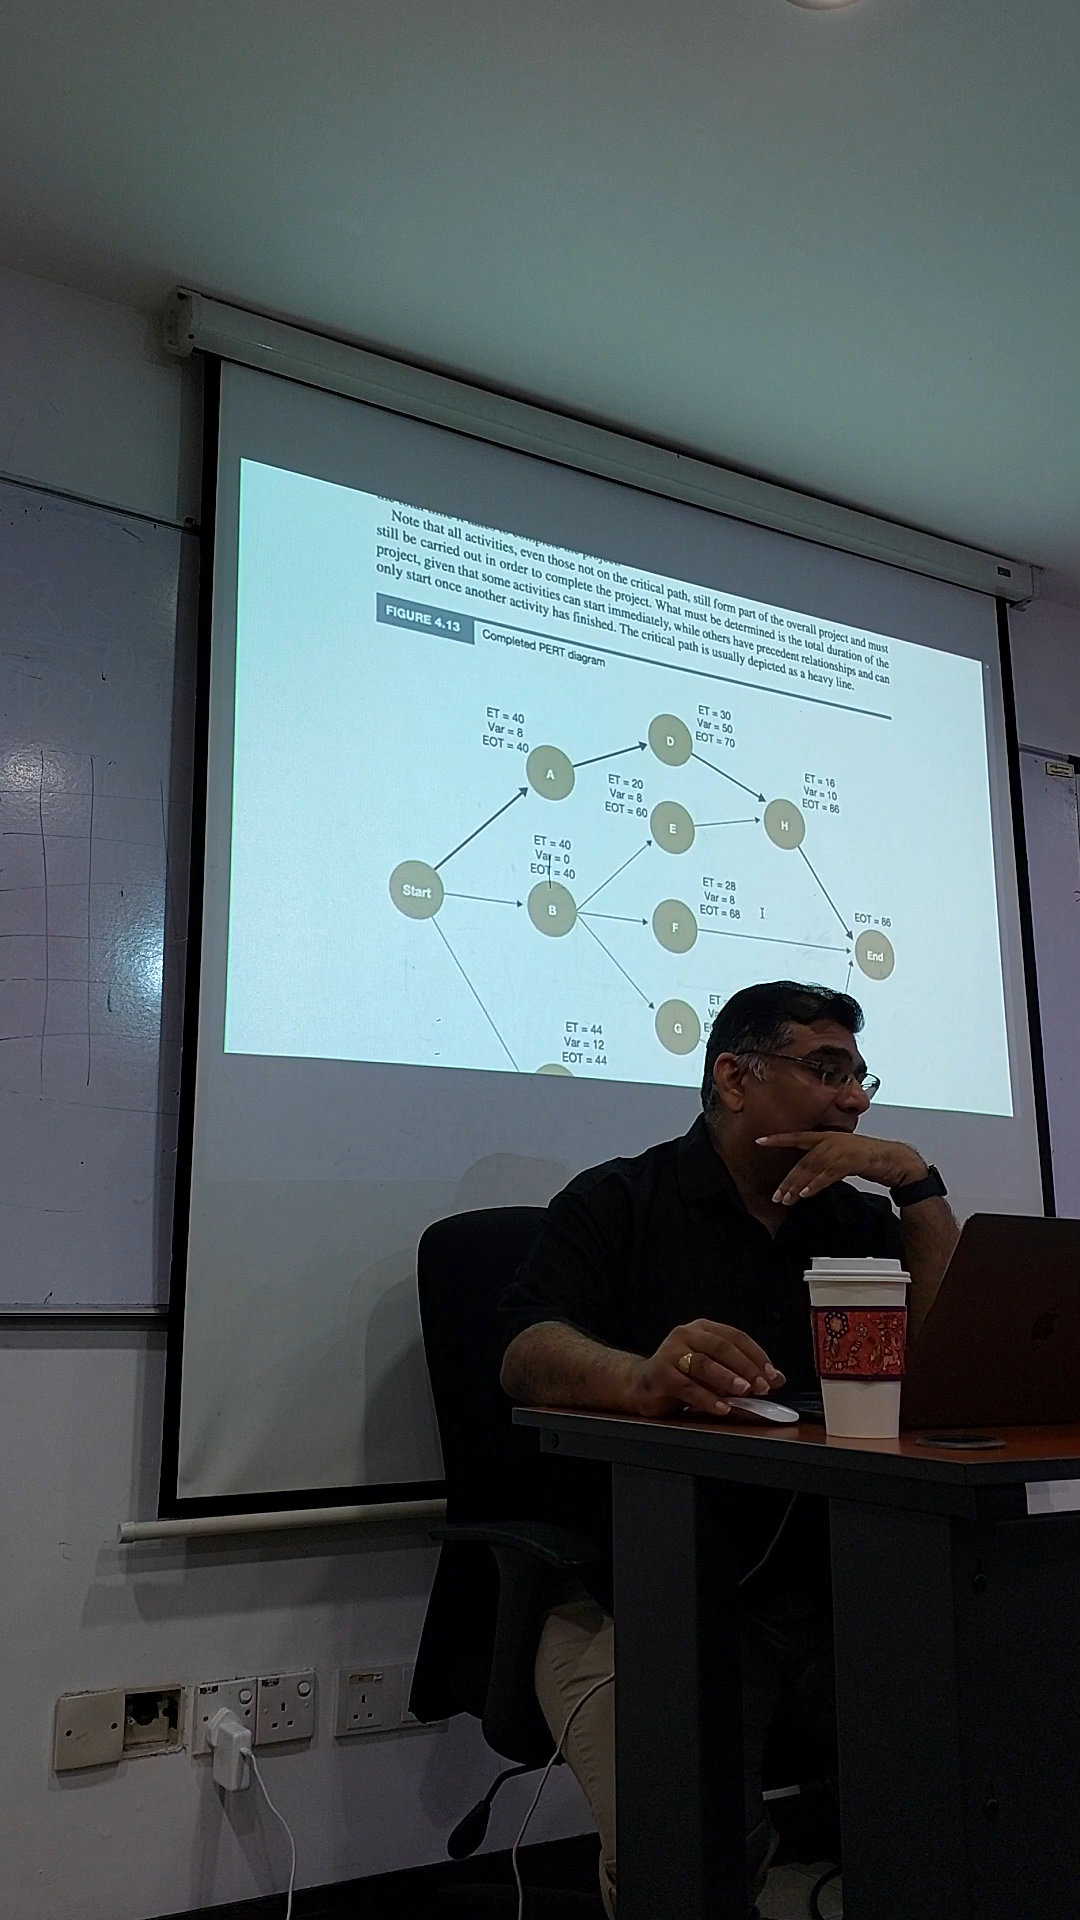 Note that all activities, even those not on the critical path, still form part of the overall project and must
still be carried out in order to complete the project. What must be determined is the total duration of the
project, given that some activities can start immediately, while others have precedent relationships and can
only start once another activity has finished. The critical path is usually depicted as a heavy line.
FIGURE 4.13
Completed PERT diagram
ET = 40
Var = 8
EOT = 40
A
ET = 30
Var = 50
EOT = 70
D
ET = 20
Var = 8
EOT = 60
E
ET = 16
Var = 10
EOT = 86
H
ET = 40
Var = 0
EOT = 40
B
Start
ET = 28
Var = 8
EOT = 68
F
EOT = 86
End
G
ET
ET = 44
Var = 12
EOT = 44